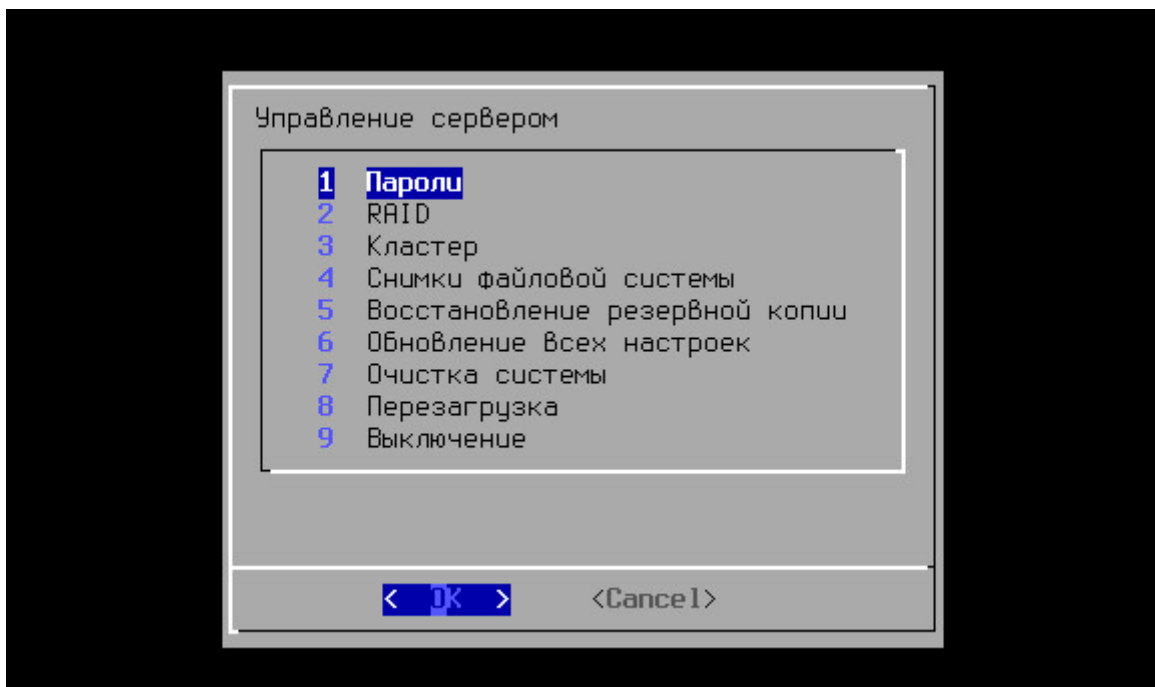 Управление сервером
1 Пароли
2 RAID
3 Кластер
4 Снимки файловой системы
5 Восстановление резервной копии
6 Обновление всех настроек
7 Очистка системы
8 Перезагрузка
9 Выключение
< OK > <Cancel>